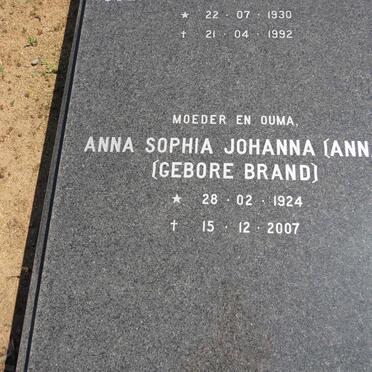 ★ 22 · 07 · 1930
† 21 · 04 · 1992
MOEDER EN OUMA,
ANNA SOPHIA JOHANNA (ANN
(GEBORE BRAND)
★ 28 · 02 · 1924
† 15 · 12 · 2007